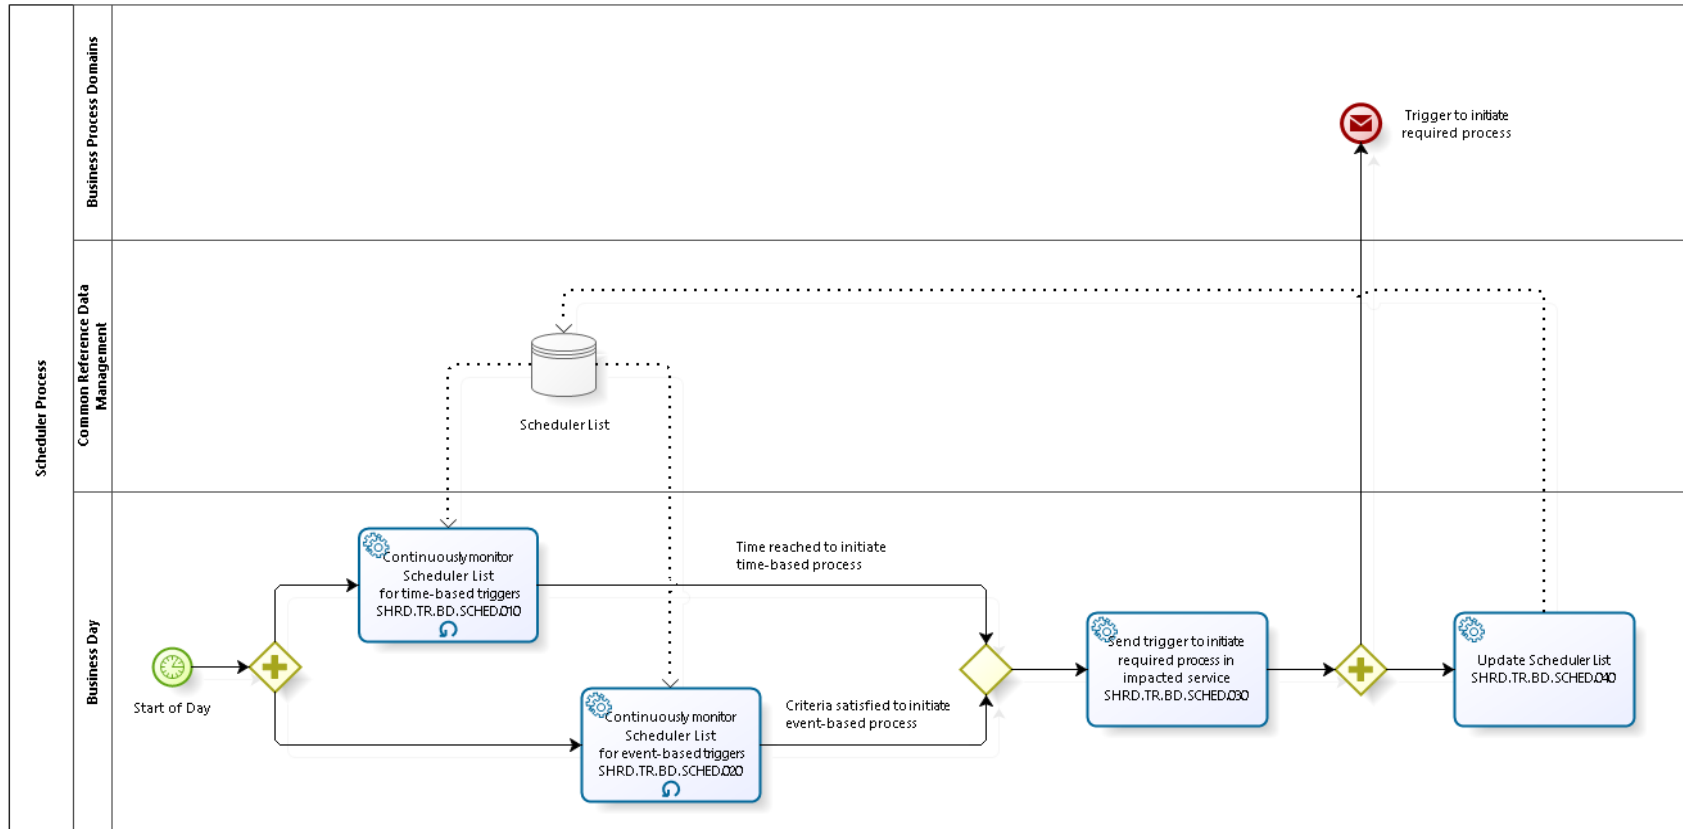 Scheduler Process
Business Process Domains
Trigger to initiate
required process
Common Reference Data
Management
Scheduler List
Business Day
Start of Day
Continuously monitor
Scheduler List
for time-based triggers
SHRD.TR.BD.SCHED.010
Time reached to initiate
time-based process
Continuously monitor
Scheduler List
for event-based triggers
SHRD.TR.BD.SCHED.020
Criteria satisfied to initiate
event-based process
Send trigger to initiate
required process in
impacted service
SHRD.TR.BD.SCHED.030
Update Scheduler List
SHRD.TR.BD.SCHED.040